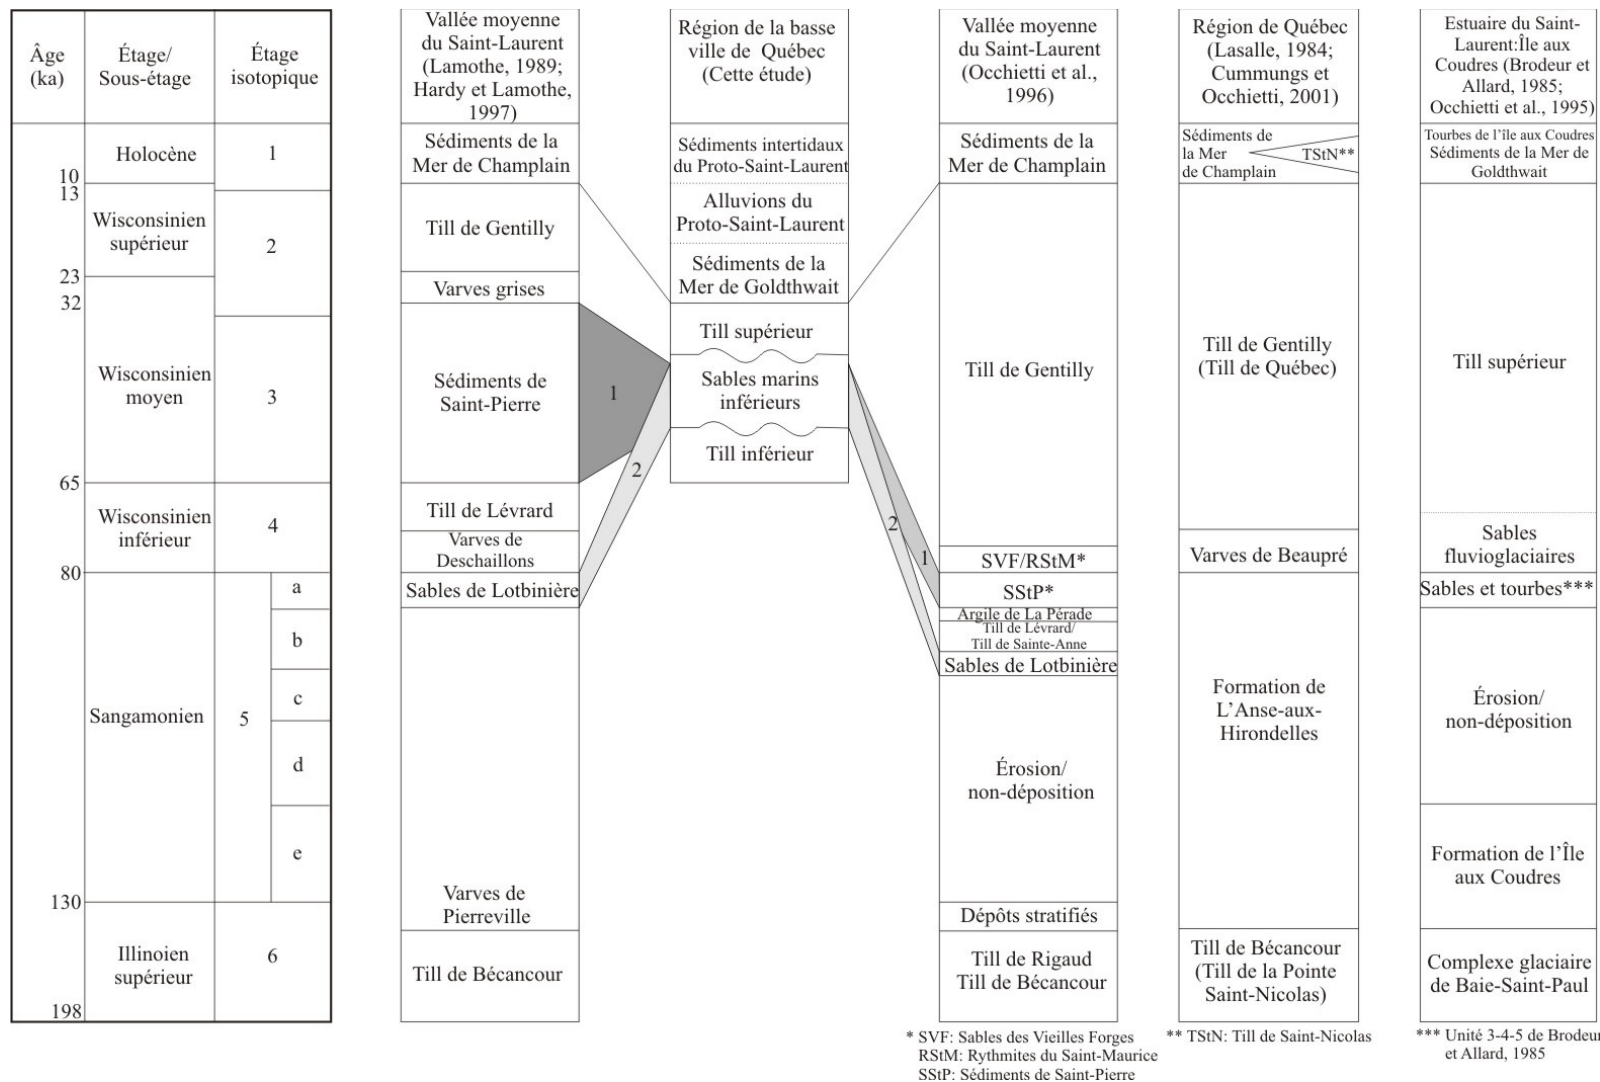 Âge
(ka)
Étage/
Sous-étage
Étage
isotopique
Vallée moyenne
du Saint-Laurent
(Lamothe, 1989;
Hardy et Lamothe,
1997)
Région de la basse
ville de Québec
(Cette étude)
Vallée moyenne
du Saint-Laurent
(Occhietti et al.,
1996)
Région de Québec
(Lasalle, 1984;
Cummungs et
Occhietti, 2001)
Estuaire du Saint-
Laurent:Île aux
Coudres (Brodeur et
Allard, 1985;
Occhietti et al., 1995)
10
13
23
32
65
80
130
198
Holocène
Wisconsinien
supérieur
Wisconsinien
moyen
Wisconsinien
inférieur
Sangamonien
Illinoien
supérieur
1
2
3
4
5
a
b
c
d
e
6
Sédiments de la
Mer de Champlain
Till de Gentilly
Varves grises
Sédiments de
Saint-Pierre
Till de Lévrard
Varves de
Deschaillons
Sables de Lotbinière
Varves de
Pierreville
Till de Bécancour
1
2
Sédiments intertidaux
du Proto-Saint-Laurent
Alluvions du
Proto-Saint-Laurent
Sédiments de la
Mer de Goldthwait
Till supérieur
Sables marins
inférieurs
Till inférieur
2
1
Sédiments de la
Mer de Champlain
Till de Gentilly
SVF/RStM*
SStP*
Argile de La Pérade
Till de Lévrard/
Till de Sainte-Anne
Sables de Lotbinière
Érosion/
non-déposition
Dépôts stratifiés
Till de Rigaud
Till de Bécancour
Sédiments de
la Mer
de Champlain
TStN**
Till de Gentilly
(Till de Québec)
Varves de Beaupré
Formation de
L'Anse-aux-
Hirondelles
Till de Bécancour
(Till de la Pointe
Saint-Nicolas)
Tourbes de l'île aux Coudres
Sédiments de la Mer de
Goldthwait
Till supérieur
Sables
fluvioglaciaires
Sables et tourbes***
Érosion/
non-déposition
Formation de l'Île
aux Coudres
Complexe glaciaire
de Baie-Saint-Paul
* SVF: Sables des Vieilles Forges
RStM: Rythmites du Saint-Maurice
SStP: Sédiments de Saint-Pierre
** TStN: Till de Saint-Nicolas
*** Unité 3-4-5 de Brodeur
et Allard, 1985